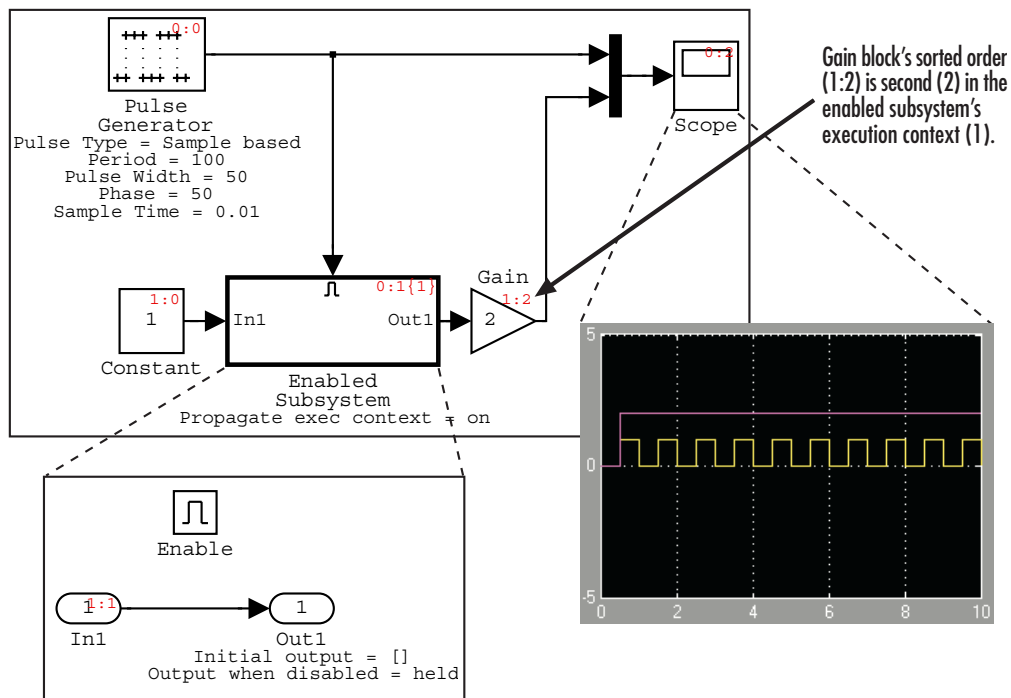 0:0
Pulse
Generator
Pulse Type = Sample based
Period = 100
Pulse Width = 50
Phase = 50
Sample Time = 0.01
0:2
Scope
Gain block's sorted order
(1:2) is second (2) in the
enabled subsystem's
execution context (1).
1:0
1
Constant
0:1{1}
In1
Out1
Enabled
Subsystem
Propagate exec context = on
Gain
1:2
2
5
0
-5
0
2
4
6
8
10
Enable
1
1:1
In1
1
Out1
Initial output = []
Output when disabled = held